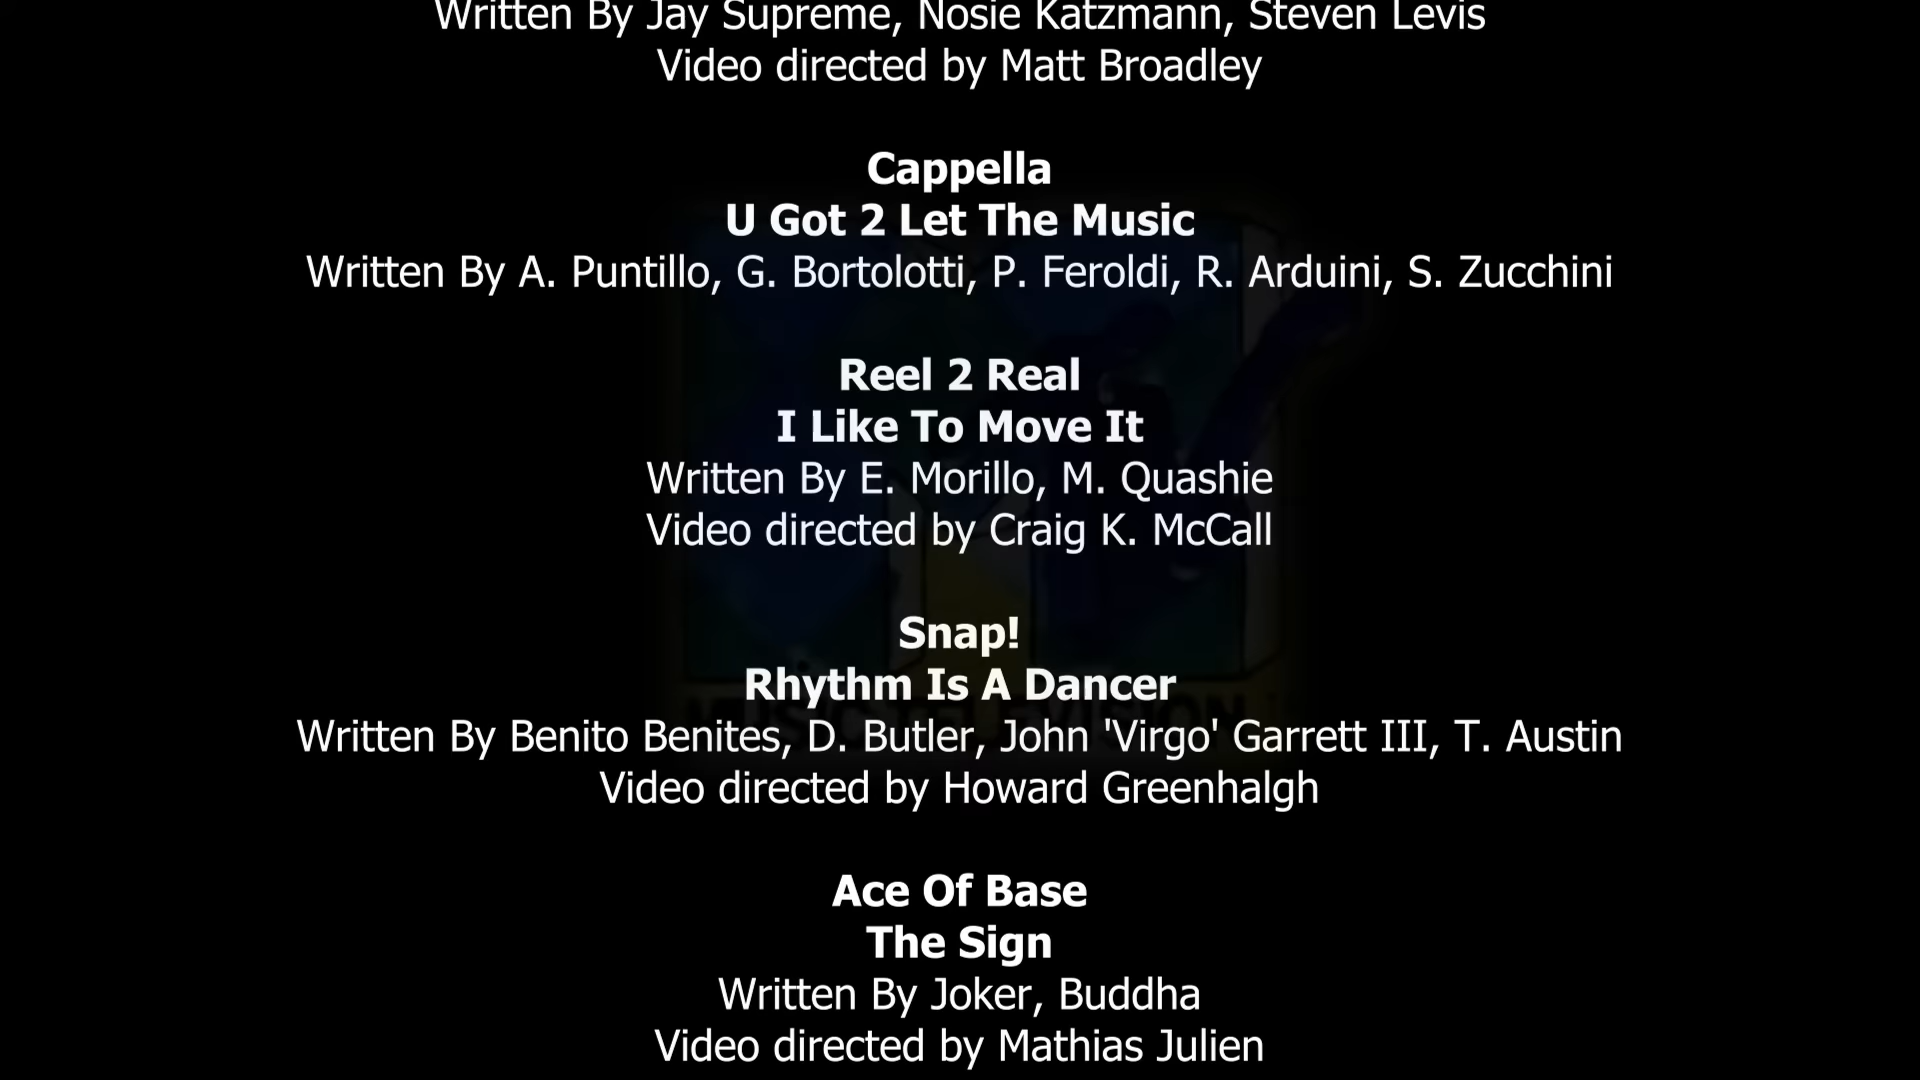 Written By Jay Supreme, Nosie Katzmann, Steven Levis
Video directed by Matt Broadley
Cappella
U Got 2 Let The Music
Written By A. Puntillo, G. Bortolotti, P. Feroldi, R. Arduini, S. Zucchini
Reel 2 Real
I Like To Move It
Written By E. Morillo, M. Quashie
Video directed by Craig K. McCall
Snap!
Rhythm Is A Dancer
MUSIC TELEVISION
Written By Benito Benites, D. Butler, John 'Virgo' Garrett III, T. Austin
Video directed by Howard Greenhalgh
Ace Of Base
The Sign
Written By Joker, Buddha
Video directed by Mathias Julien